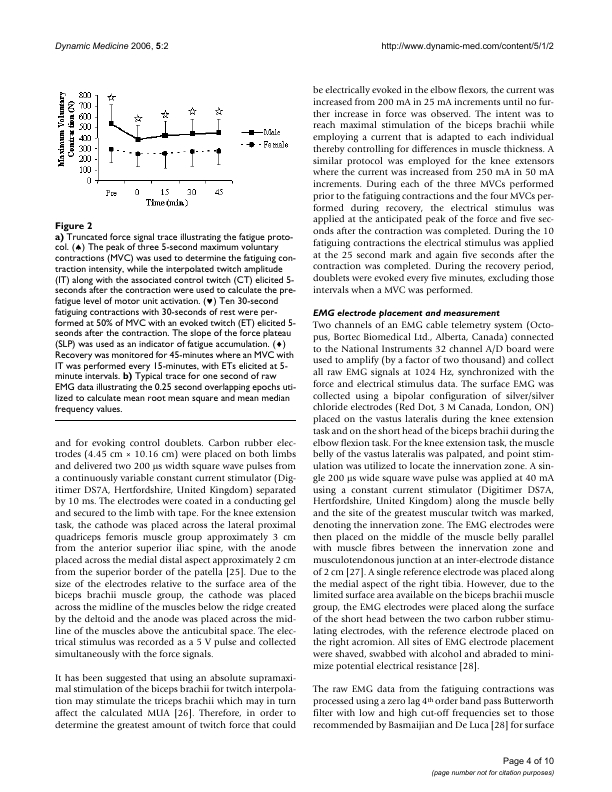 Dynamic Medicine 2006, 5:2
http://www.dynamic-med.com/content/5/1/2
Maximum Voluntary
Contraction (N)
800
700
600
500
400
300
200
100
0
Pre
0
15
30
45
Time (min.)
Male
Female
Figure 2
a) Truncated force signal trace illustrating the fatigue proto-
col. (♠) The peak of three 5-second maximum voluntary
contractions (MVC) was used to determine the fatiguing con-
traction intensity, while the interpolated twitch amplitude
(IT) along with the associated control twitch (CT) elicited 5-
seconds after the contraction were used to calculate the pre-
fatigue level of motor unit activation. (♥) Ten 30-second
fatiguing contractions with 30-seconds of rest were per-
formed at 50% of MVC with an evoked twitch (ET) elicited 5-
seconds after the contraction. The slope of the force plateau
(SLP) was used as an indicator of fatigue accumulation. (♦)
Recovery was monitored for 45-minutes where an MVC with
IT was performed every 15-minutes, with ETs elicited at 5-
minute intervals. b) Typical trace for one second of raw
EMG data illustrating the 0.25 second overlapping epochs uti-
lized to calculate mean root mean square and mean median
frequency values.
and for evoking control doublets. Carbon rubber elec-
trodes (4.45 cm × 10.16 cm) were placed on both limbs
and delivered two 200 μs width square wave pulses from
a continuously variable constant current stimulator (Dig-
itimer DS7A, Hertfordshire, United Kingdom) separated
by 10 ms. The electrodes were coated in a conducting gel
and secured to the limb with tape. For the knee extension
task, the cathode was placed across the lateral proximal
quadriceps femoris muscle group approximately 3 cm
from the anterior superior iliac spine, with the anode
placed across the medial distal aspect approximately 2 cm
from the superior border of the patella [25]. Due to the
size of the electrodes relative to the surface area of the
biceps brachii muscle group, the cathode was placed
across the midline of the muscles below the ridge created
by the deltoid and the anode was placed across the mid-
line of the muscles above the anticubital space. The elec-
trical stimulus was recorded as a 5 V pulse and collected
simultaneously with the force signals.
It has been suggested that using an absolute supramaxi-
mal stimulation of the biceps brachii for twitch interpola-
tion may stimulate the triceps brachii which may in turn
affect the calculated MUA [26]. Therefore, in order to
determine the greatest amount of twitch force that could
be electrically evoked in the elbow flexors, the current was
increased from 200 mA in 25 mA increments until no fur-
ther increase in force was observed. The intent was to
reach maximal stimulation of the biceps brachii while
employing a current that is adapted to each individual
thereby controlling for differences in muscle thickness. A
similar protocol was employed for the knee extensors
where the current was increased from 250 mA in 50 mA
increments. During each of the three MVCs performed
prior to the fatiguing contractions and the four MVCs per-
formed during recovery, the electrical stimulus was
applied at the anticipated peak of the force and five sec-
onds after the contraction was completed. During the 10
fatiguing contractions the electrical stimulus was applied
at the 25 second mark and again five seconds after the
contraction was completed. During the recovery period,
doublets were evoked every five minutes, excluding those
intervals when a MVC was performed.
EMG electrode placement and measurement
Two channels of an EMG cable telemetry system (Octo-
pus, Bortec Biomedical Ltd., Alberta, Canada) connected
to the National Instruments 32 channel A/D board were
used to amplify (by a factor of two thousand) and collect
all raw EMG signals at 1024 Hz, synchronized with the
force and electrical stimulus data. The surface EMG was
collected using a bipolar configuration of silver/silver
chloride electrodes (Red Dot, 3 M Canada, London, ON)
placed on the vastus lateralis during the knee extension
task and on the short head of the biceps brachii during the
elbow flexion task. For the knee extension task, the muscle
belly of the vastus lateralis was palpated, and point stim-
ulation was utilized to locate the innervation zone. A sin-
gle 200 μs wide square wave pulse was applied at 40 mA
using a constant current stimulator (Digitimer DS7A,
Hertfordshire, United Kingdom) along the muscle belly
and the site of the greatest muscular twitch was marked,
denoting the innervation zone. The EMG electrodes were
then placed on the middle of the muscle belly parallel
with muscle fibres between the innervation zone and
musculotendonous junction at an inter-electrode distance
of 2 cm [27]. A single reference electrode was placed along
the medial aspect of the right tibia. However, due to the
limited surface area available on the biceps brachii muscle
group, the EMG electrodes were placed along the surface
of the short head between the two carbon rubber stimu-
lating electrodes, with the reference electrode placed on
the right acromion. All sites of EMG electrode placement
were shaved, swabbed with alcohol and abraded to mini-
mize potential electrical resistance [28].
The raw EMG data from the fatiguing contractions was
processed using a zero lag 4th order band pass Butterworth
filter with low and high cut-off frequencies set to those
recommended by Basmaijian and De Luca [28] for surface
Page 4 of 10
(page number not for citation purposes)